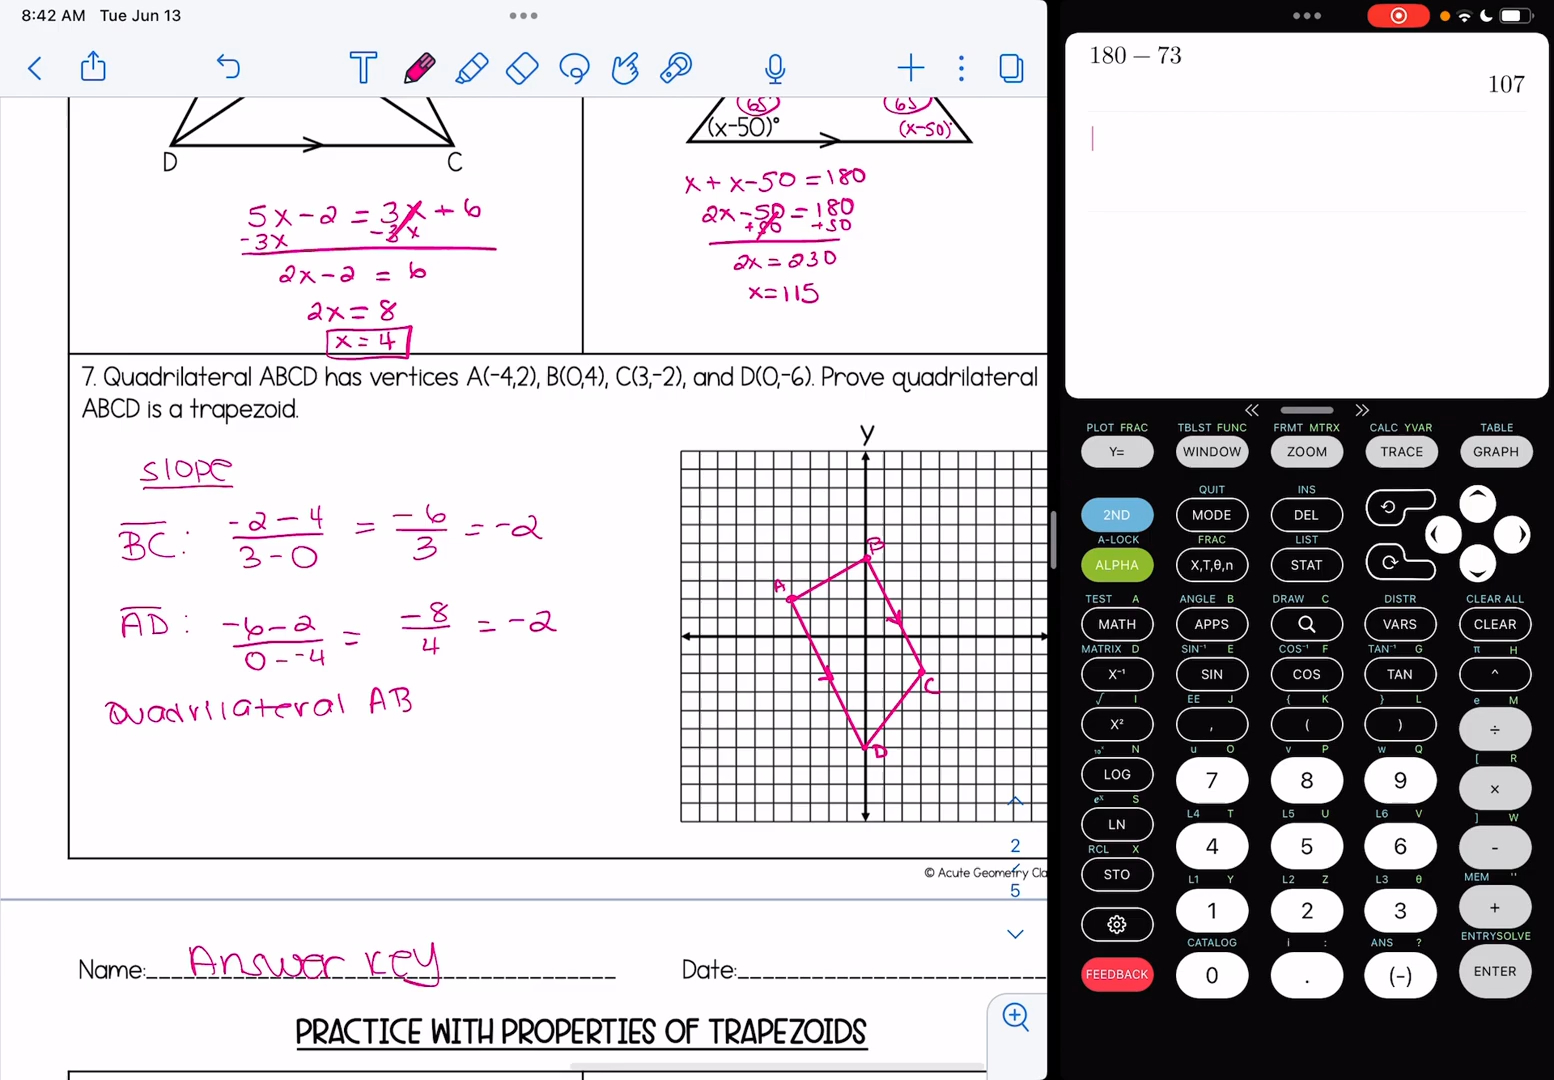 8:42 AM Tue Jun 13
D C
5x-2 = 3x + 6
-3x -3x
2x-2 = 6
2x = 8
x = 4
65° 65°
(x-50)° (x-50)°
x + x-50 = 180
2x-50 = 180
+50 +50
2x = 230
x=115
7. Quadrilateral ABCD has vertices A(-4,2), B(0,4), C(3,-2), and D(0,-6). Prove quadrilateral
ABCD is a trapezoid.
slope
BC: -2-4 / 3-0 = -6/3 = -2
AD: -6-2 / 0--4 = -8/4 = -2
Quadrilateral AB
y
B
A
C
D
2
5
© Acute Geometry Cla
Name: Answer key Date:
PRACTICE WITH PROPERTIES OF TRAPEZOIDS
180 − 73
107
PLOT FRAC TBLST FUNC FRMT MTRX CALC YVAR TABLE
Y= WINDOW ZOOM TRACE GRAPH
QUIT INS
2ND MODE DEL
A-LOCK FRAC LIST
ALPHA X,T,θ,n STAT
TEST A ANGLE B DRAW C DISTR CLEAR ALL
MATH APPS VARS CLEAR
MATRIX D SIN⁻¹ E COS⁻¹ F TAN⁻¹ G π H
X⁻¹ SIN COS TAN ^
√ I EE J { K } L e M
X² , ( ) ÷
10ˣ N u O v P w Q [ R
LOG 7 8 9 ×
eˣ S L4 T L5 U L6 V ] W
LN 4 5 6 -
RCL X L1 Y L2 Z L3 θ MEM "
STO 1 2 3 +
CATALOG i : ANS ? ENTRYSOLVE
FEEDBACK 0 . (-) ENTER